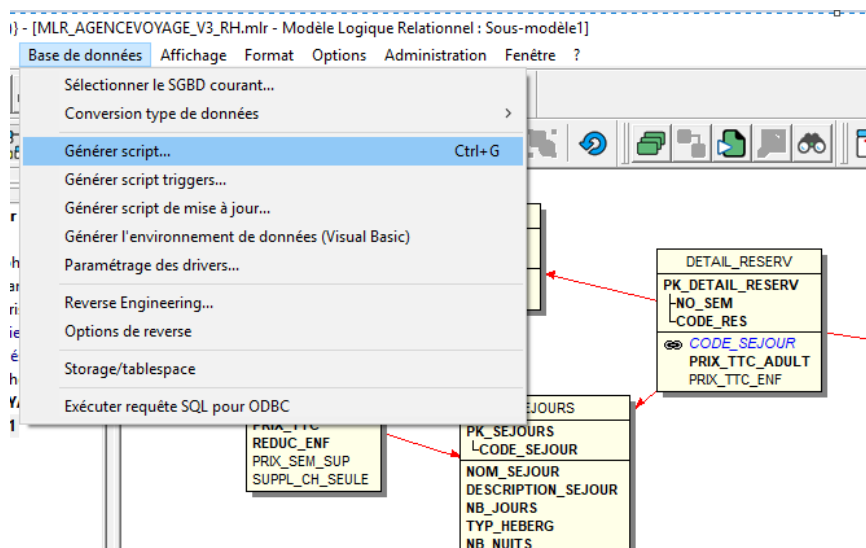 )} - [MLR_AGENCEVOYAGE_V3_RH.mlr - Modèle Logique Relationnel : Sous-modèle1]
Base de données Affichage Format Options Administration Fenêtre ?
Sélectionner le SGBD courant...
Conversion type de données >
Générer script... Ctrl+G
Générer script triggers...
Générer script de mise à jour...
Générer l'environnement de données (Visual Basic)
Paramétrage des drivers...
Reverse Engineering...
Options de reverse
Storage/tablespace
Exécuter requête SQL pour ODBC
DETAIL_RESERV
PK_DETAIL_RESERV
NO_SEM
CODE_RES
CODE_SEJOUR
PRIX_TTC_ADULT
PRIX_TTC_ENF
PRIX_TTC
REDUC_ENF
PRIX_SEM_SUP
SUPPL_CH_SEULE
EJOURS
PK_SEJOURS
CODE_SEJOUR
NOM_SEJOUR
DESCRIPTION_SEJOUR
NB_JOURS
TYP_HEBERG
NB_NUITS